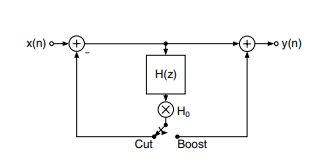 x(n) + − + y(n)
H(z)
× H₀
Cut Boost